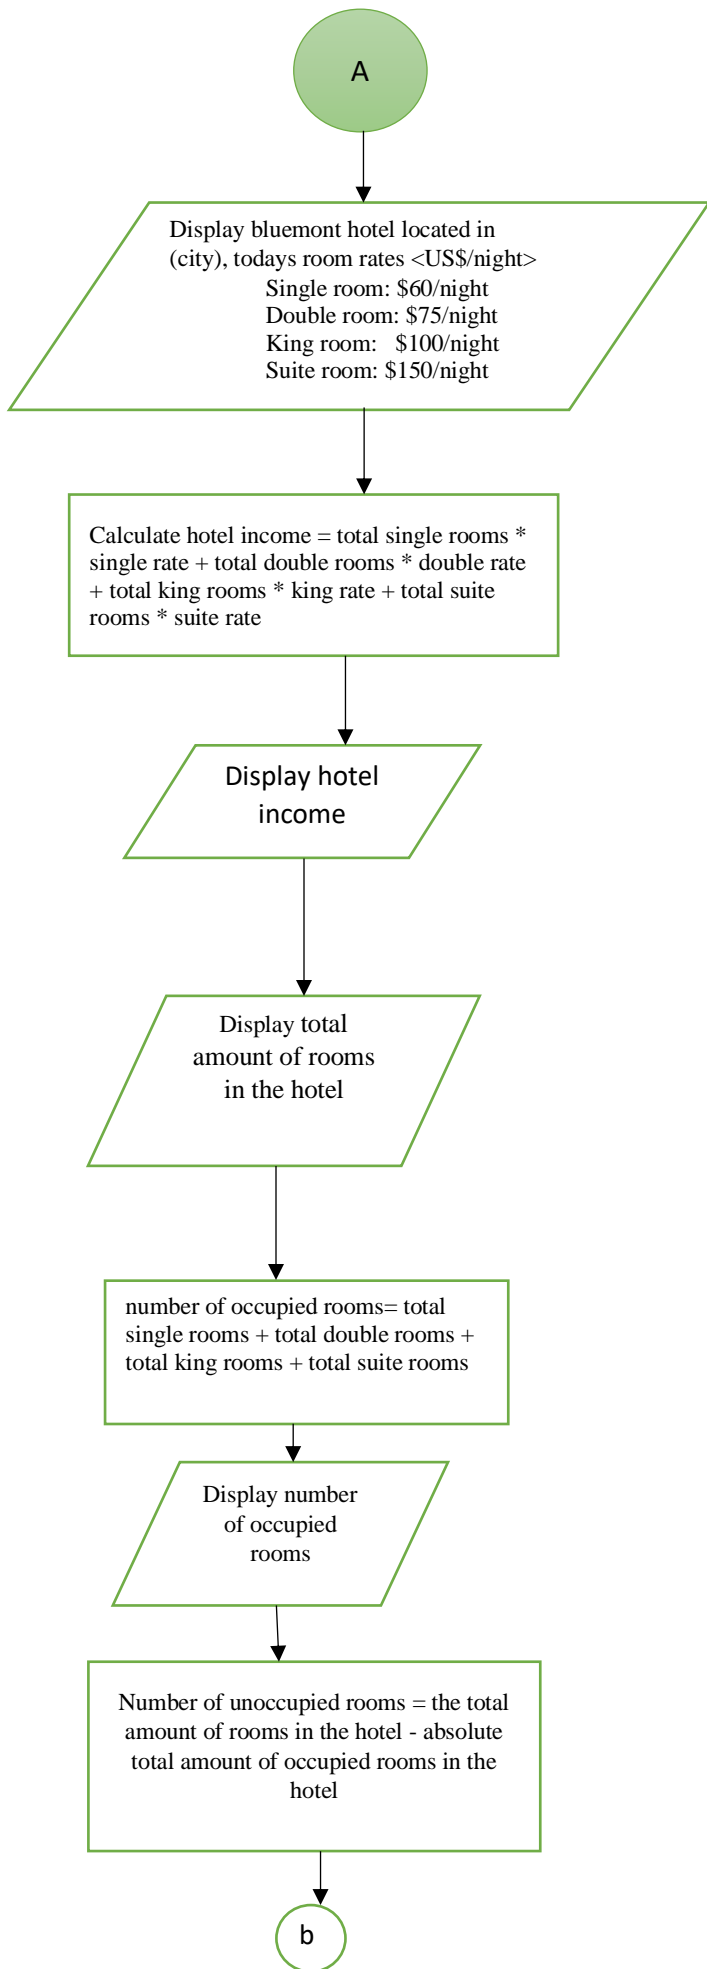 A
Display bluemont hotel located in
(city), todays room rates <US$/night>
Single room: $60/night
Double room: $75/night
King room: $100/night
Suite room: $150/night
Calculate hotel income = total single rooms *
single rate + total double rooms * double rate
+ total king rooms * king rate + total suite
rooms * suite rate
Display hotel
income
Display total
amount of rooms
in the hotel
number of occupied rooms= total
single rooms + total double rooms +
total king rooms + total suite rooms
Display number
of occupied
rooms
Number of unoccupied rooms = the total
amount of rooms in the hotel - absolute
total amount of occupied rooms in the
hotel
b